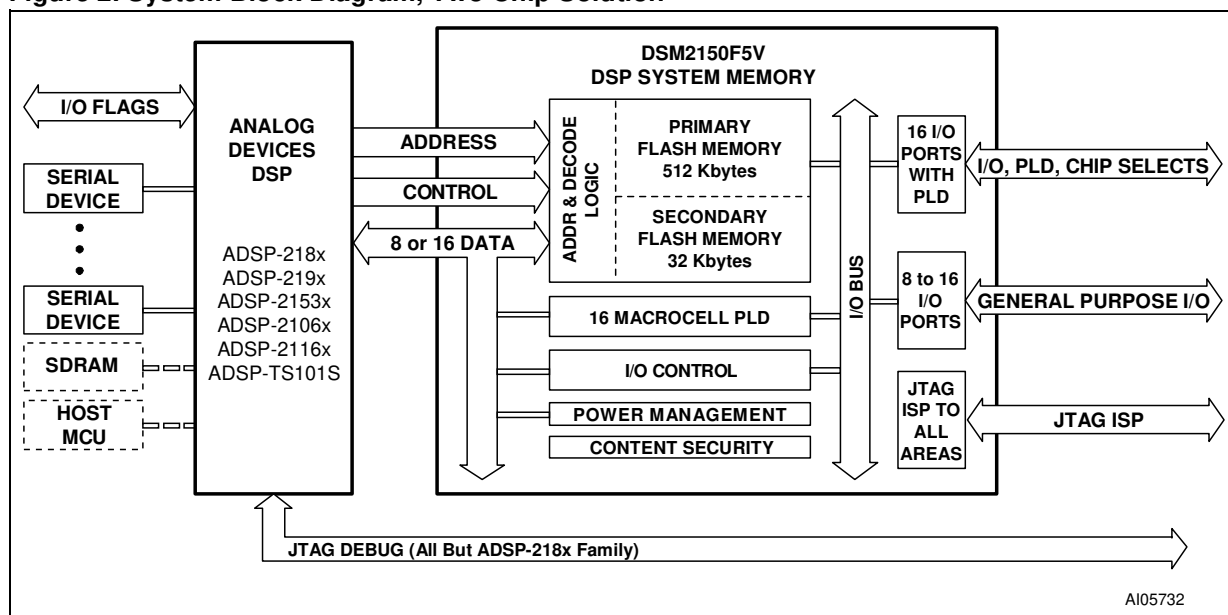 Figure 2. System Block Diagram, Two-Chip Solution
DSM2150F5V
DSP SYSTEM MEMORY
I/O FLAGS
SERIAL
DEVICE
SERIAL
DEVICE
SDRAM
HOST
MCU
ANALOG
DEVICES
DSP
ADSP-218x
ADSP-219x
ADSP-2153x
ADSP-2106x
ADSP-2116x
ADSP-TS101S
ADDRESS
CONTROL
8 or 16 DATA
ADDR & DECODE
LOGIC
PRIMARY
FLASH MEMORY
512 Kbytes
SECONDARY
FLASH MEMORY
32 Kbytes
16 MACROCELL PLD
I/O CONTROL
POWER MANAGEMENT
CONTENT SECURITY
I/O BUS
16 I/O
PORTS
WITH
PLD
8 to 16
I/O
PORTS
JTAG
ISP TO
ALL
AREAS
I/O, PLD, CHIP SELECTS
GENERAL PURPOSE I/O
JTAG ISP
JTAG DEBUG (All But ADSP-218x Family)
AI05732